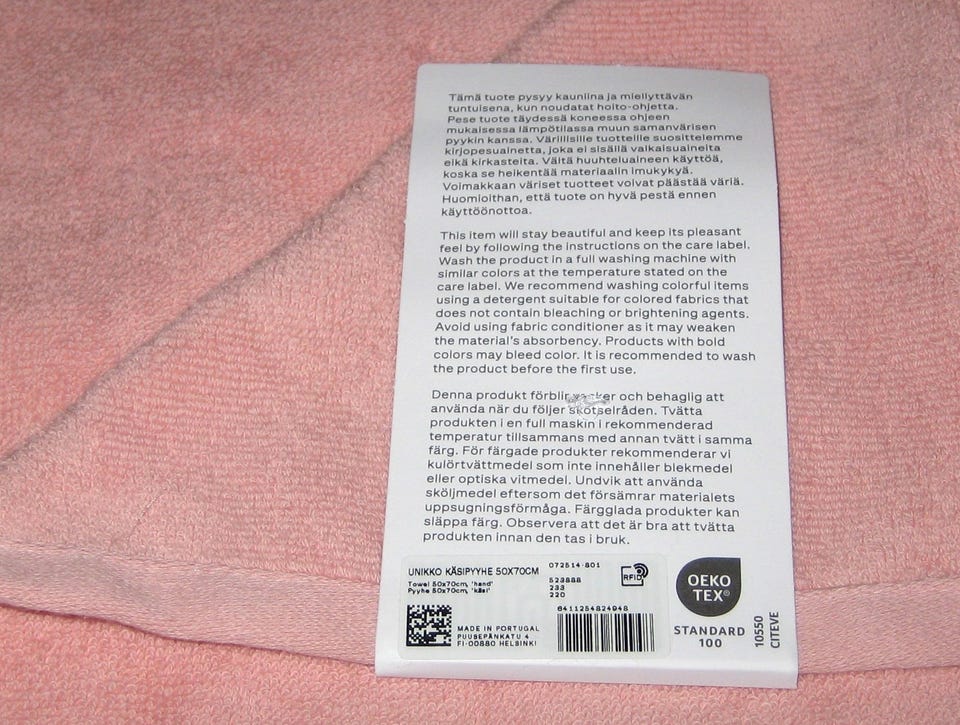 Tämä tuote pysyy kauniina ja miellyttävän
tuntuisena, kun noudatat hoito-ohjetta.
Pese tuote täydessä koneessa ohjeen
mukaisessa lämpötilassa muun samanvärisen
pyykin kanssa. Värillisille tuotteille suosittelemme
kirjopesuainetta, joka ei sisällä valkaisuaineita
eikä kirkasteita. Vältä huuhteluaineen käyttöä,
koska se heikentää materiaalin imukykyä.
Voimakkaan väriset tuotteet voivat päästää väriä.
Huomioithan, että tuote on hyvä pestä ennen
käyttöönottoa.
This item will stay beautiful and keep its pleasant
feel by following the instructions on the care label.
Wash the product in a full washing machine with
similar colors at the temperature stated on the
care label. We recommend washing colorful items
using a detergent suitable for colored fabrics that
does not contain bleaching or brightening agents.
Avoid using fabric conditioner as it may weaken
the material's absorbency. Products with bold
colors may bleed color. It is recommended to wash
the product before the first use.
Denna produkt förblir vacker och behaglig att
använda när du följer skötselråden. Tvätta
produkten i en full maskin i rekommenderad
temperatur tillsammans med annan tvätt i samma
färg. För färgade produkter rekommenderar vi
kulörtvättmedel som inte innehåller blekmedel
eller optiska vitmedel. Undvik att använda
sköljmedel eftersom det försämrar materialets
uppsugningsförmåga. Färgglada produkter kan
släppa färg. Observera att det är bra att tvätta
produkten innan den tas i bruk.
UNIKKO KÄSIPYYHE 50X70CM
Towel 50x70cm, 'hand'
Pyyhe 50x70cm, 'käsi'
MADE IN PORTUGAL
PUUSEPÄNKATU 4
FI-00880 HELSINKI
072514-801
523888
233
220
6411254824948
RFID
OEKO
TEX®
STANDARD
100
10550
CITEVE